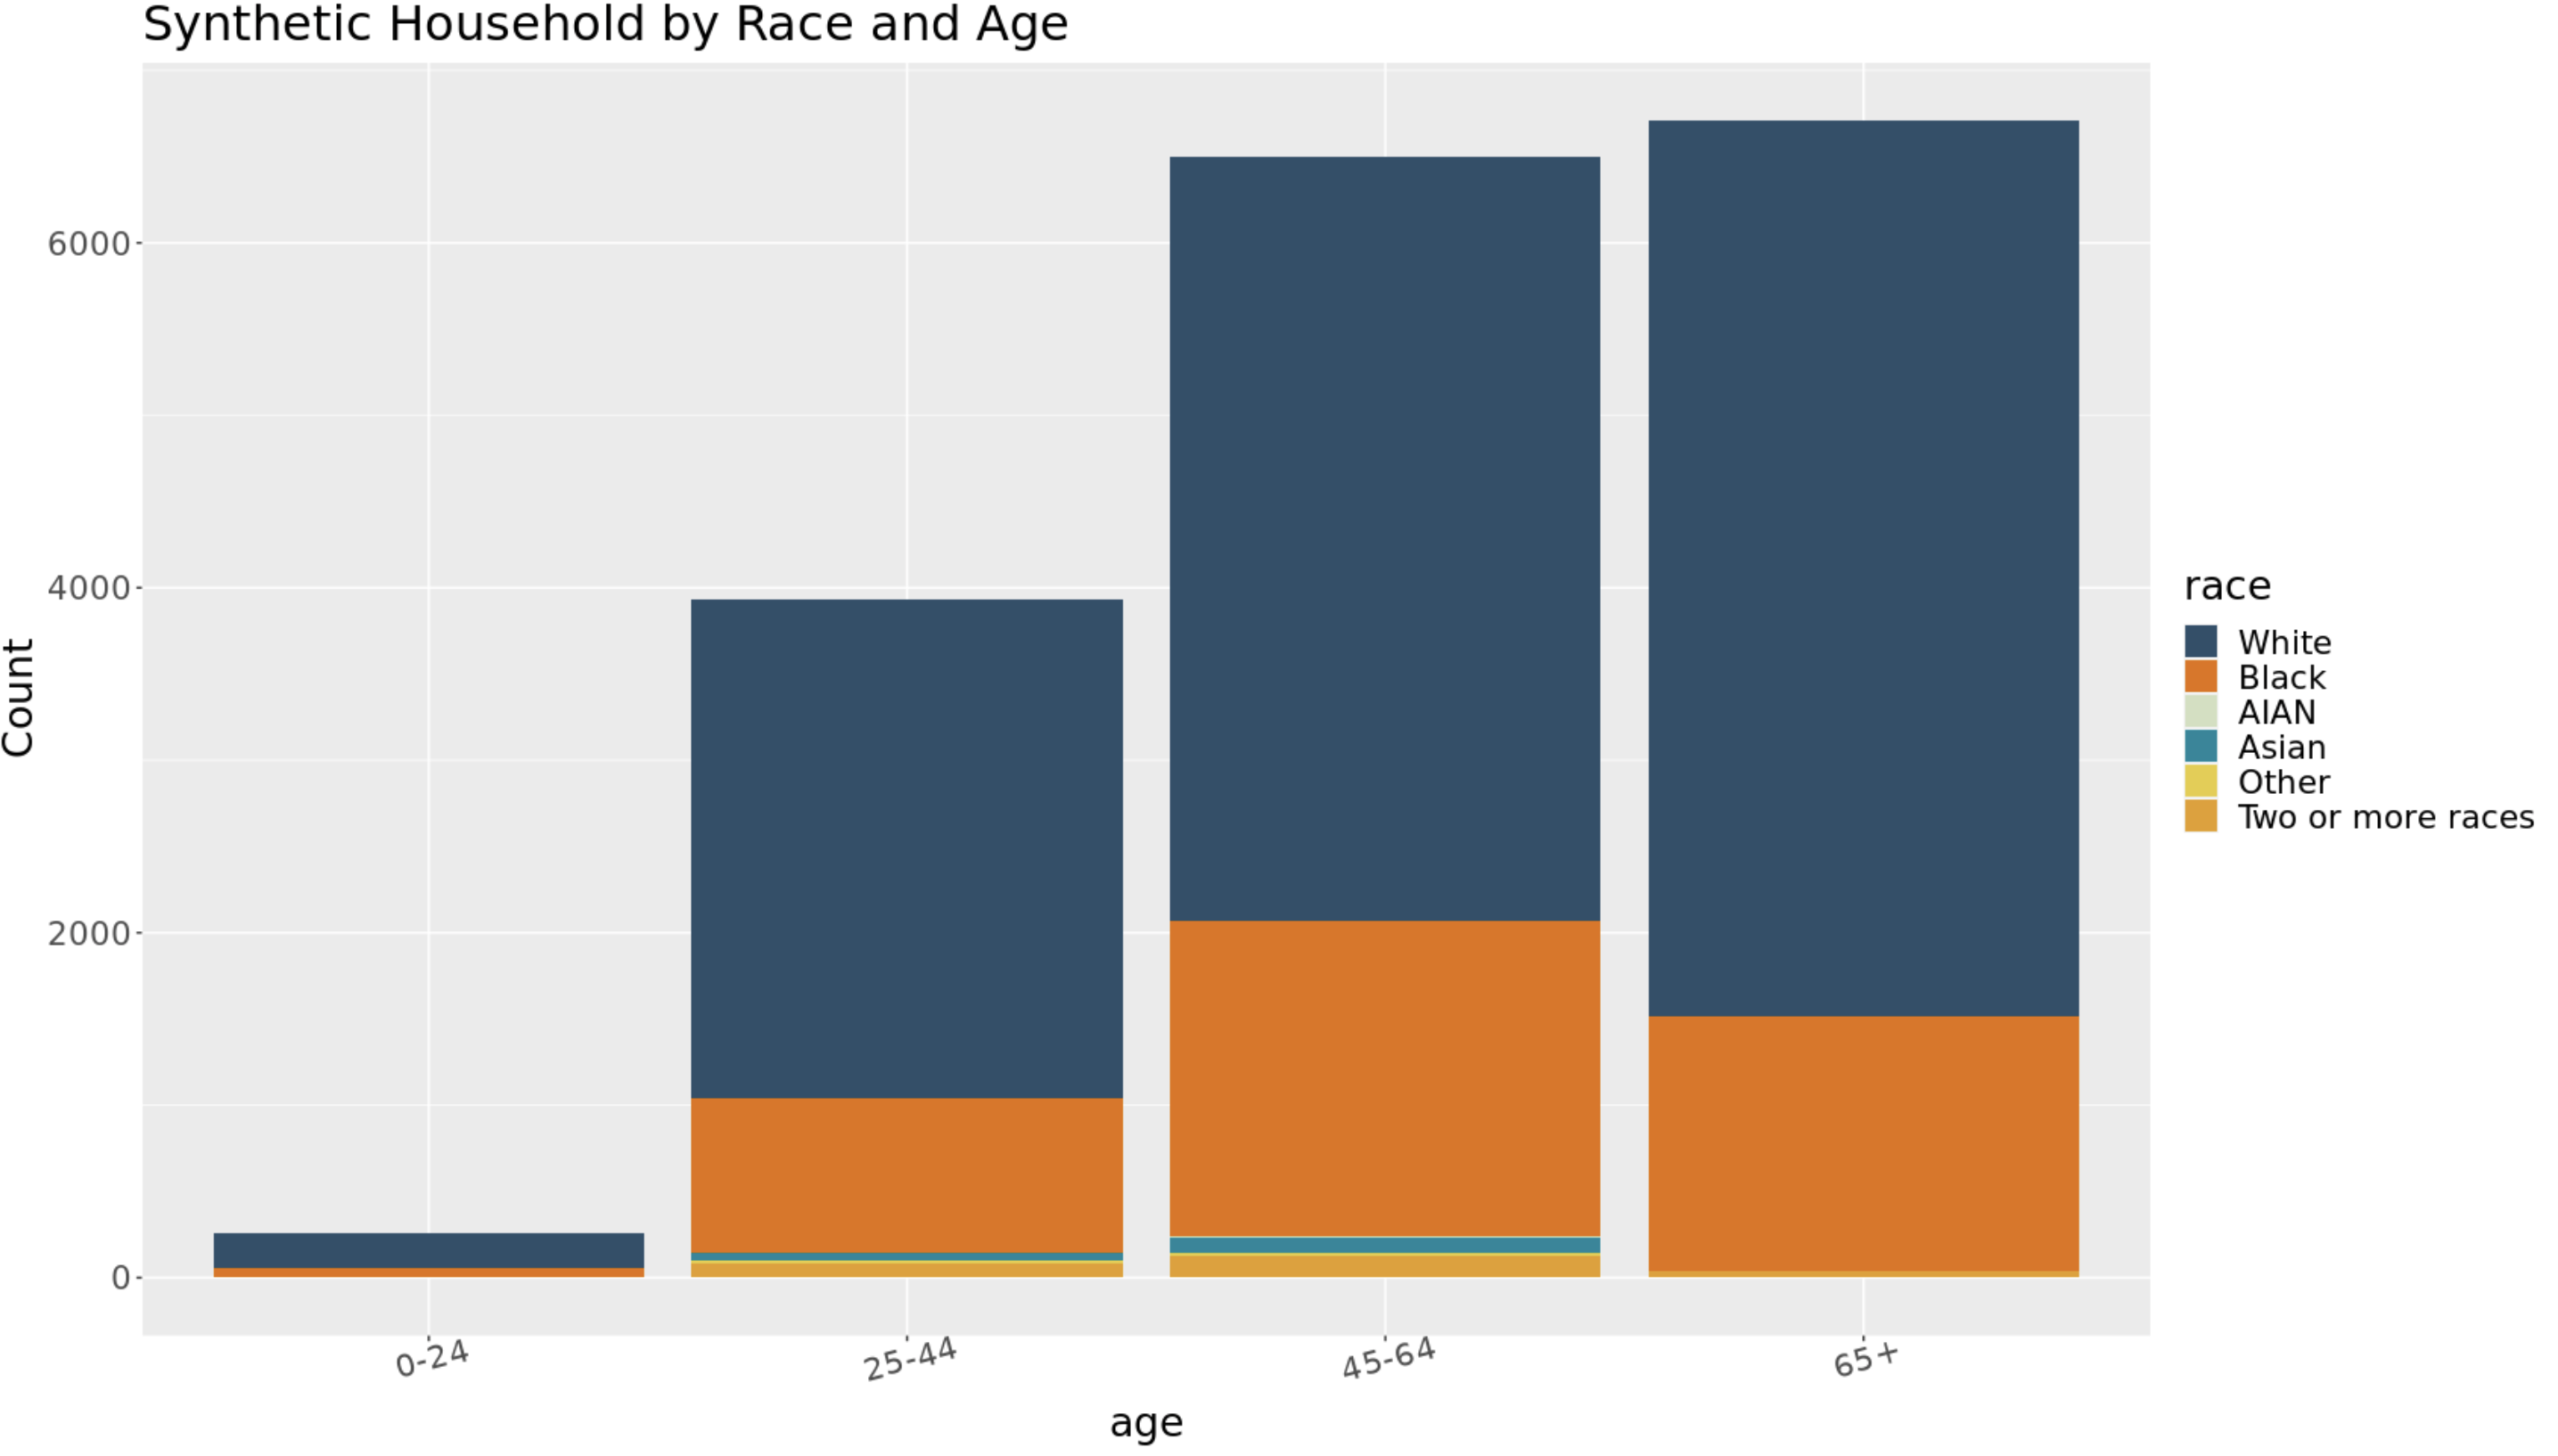 Synthetic Household by Race and Age
Count
6000
4000
2000
0
0-24
25-44
45-64
65+
age
race
White
Black
AIAN
Asian
Other
Two or more races